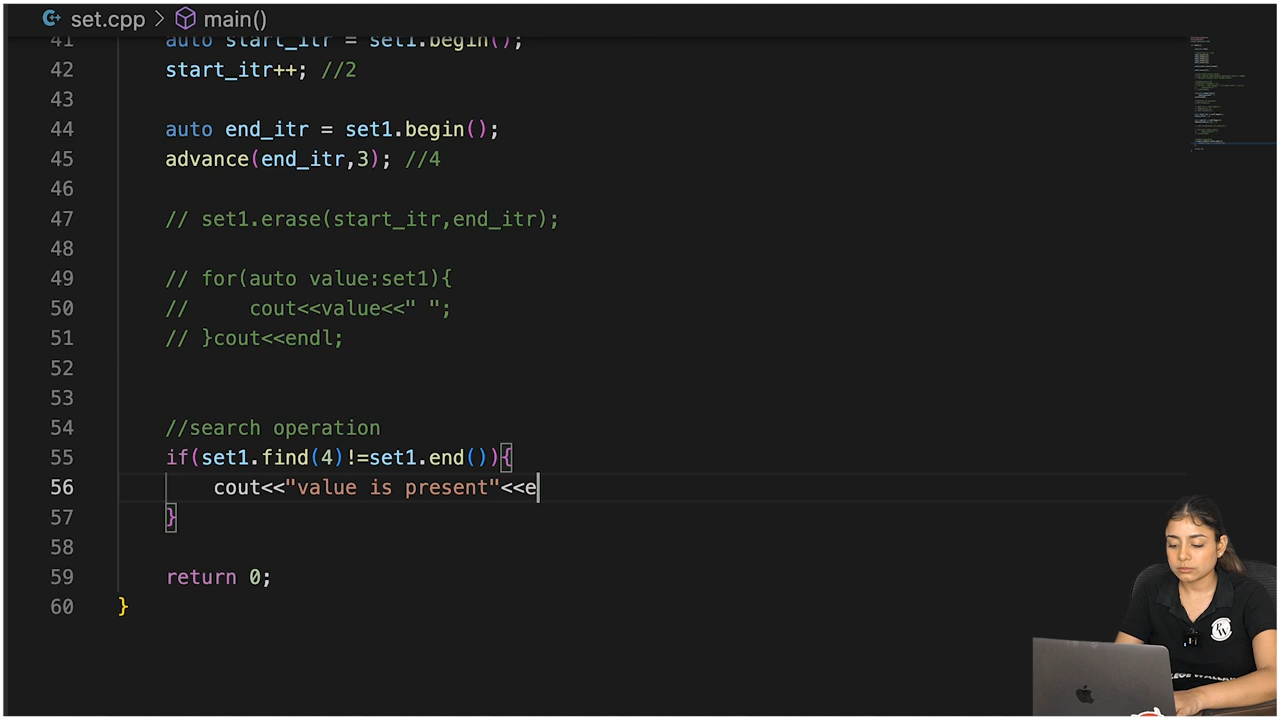 set.cpp > main()
41 auto start_itr = set1.begin();
42 start_itr++; //2
43
44 auto end_itr = set1.begin();
45 advance(end_itr,3); //4
46
47 // set1.erase(start_itr,end_itr);
48
49 // for(auto value:set1){
50 //     cout<<value<<" ";
51 // }cout<<endl;
52
53
54 //search operation
55 if(set1.find(4)!=set1.end()){
56     cout<<"value is present"<<e
57 }
58
59 return 0;
60 }
PW